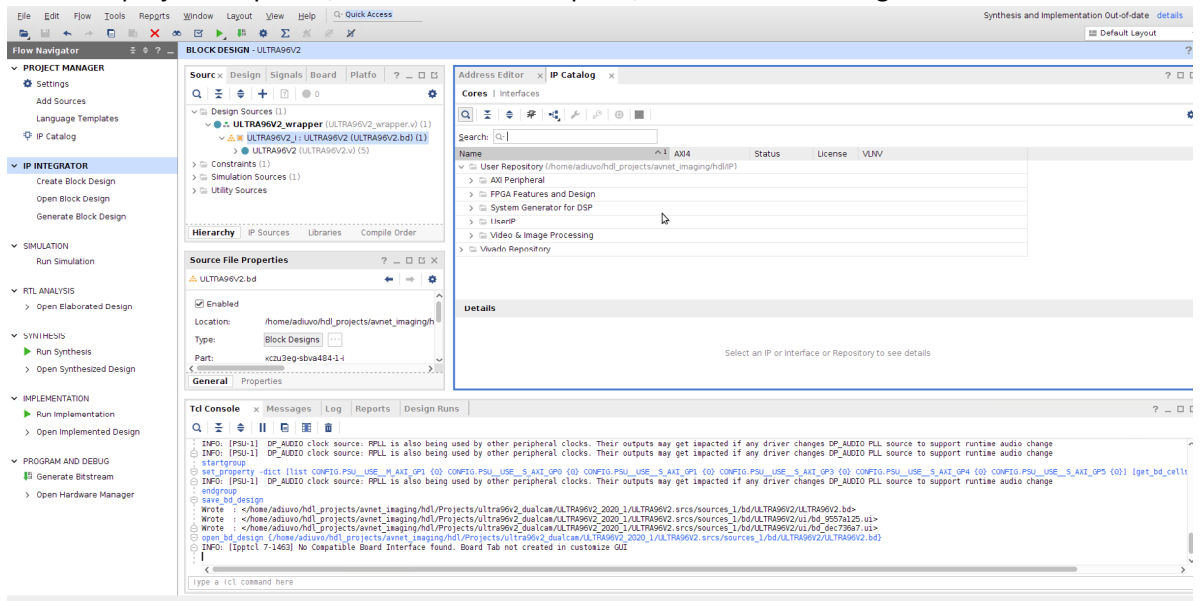 File Edit Flow Tools Reports Window Layout View Help Quick Access
Synthesis and Implementation Out-of-date details
Default Layout
Flow Navigator
BLOCK DESIGN - ULTRA96V2
PROJECT MANAGER
Settings
Add Sources
Language Templates
IP Catalog
IP INTEGRATOR
Create Block Design
Open Block Design
Generate Block Design
SIMULATION
Run Simulation
RTL ANALYSIS
Open Elaborated Design
SYNTHESIS
Run Synthesis
Open Synthesized Design
IMPLEMENTATION
Run Implementation
Open Implemented Design
PROGRAM AND DEBUG
Generate Bitstream
Open Hardware Manager
Sourc Design Signals Board Platfo
0
Design Sources (1)
ULTRA96V2_wrapper (ULTRA96V2_wrapper.v) (1)
ULTRA96V2_i : ULTRA96V2 (ULTRA96V2.bd) (1)
ULTRA96V2 (ULTRA96V2.v) (5)
Constraints (1)
Simulation Sources (1)
Utility Sources
Hierarchy IP Sources Libraries Compile Order
Source File Properties
ULTRA96V2.bd
Enabled
Location: /home/adiuvo/hdl_projects/avnet_imaging/h
Type: Block Designs
Part: xczu3eg-sbva484-1-i
General Properties
Address Editor IP Catalog
Cores | Interfaces
Search:
Name 1 AXI4 Status License VLNV
User Repository (/home/adiuvo/hdl_projects/avnet_imaging/hdl/IP)
AXI Peripheral
FPGA Features and Design
System Generator for DSP
UserIP
Video & Image Processing
Vivado Repository
Details
Select an IP or Interface or Repository to see details
Tcl Console Messages Log Reports Design Runs
INFO: [PSU-1] DP_AUDIO clock source: RPLL is also being used by other peripheral clocks. Their outputs may get impacted if any driver changes DP_AUDIO PLL source to support runtime audio change
INFO: [PSU-1] DP_AUDIO clock source: RPLL is also being used by other peripheral clocks. Their outputs may get impacted if any driver changes DP_AUDIO PLL source to support runtime audio change
startgroup
set_property -dict [list CONFIG.PSU__USE__M_AXI_GP1 {0} CONFIG.PSU__USE__S_AXI_GP0 {0} CONFIG.PSU__USE__S_AXI_GP1 {0} CONFIG.PSU__USE__S_AXI_GP3 {0} CONFIG.PSU__USE__S_AXI_GP4 {0} CONFIG.PSU__USE__S_AXI_GP5 {0}] [get_bd_cells
INFO: [PSU-1] DP_AUDIO clock source: RPLL is also being used by other peripheral clocks. Their outputs may get impacted if any driver changes DP_AUDIO PLL source to support runtime audio change
endgroup
save_bd_design
Wrote : </home/adiuvo/hdl_projects/avnet_imaging/hdl/Projects/ultra96v2_dualcam/ULTRA96V2_2020_1/ULTRA96V2.srcs/sources_1/bd/ULTRA96V2/ULTRA96V2.bd>
Wrote : </home/adiuvo/hdl_projects/avnet_imaging/hdl/Projects/ultra96v2_dualcam/ULTRA96V2_2020_1/ULTRA96V2.srcs/sources_1/bd/ULTRA96V2/ui/bd_9557a125.ui>
Wrote : </home/adiuvo/hdl_projects/avnet_imaging/hdl/Projects/ultra96v2_dualcam/ULTRA96V2_2020_1/ULTRA96V2.srcs/sources_1/bd/ULTRA96V2/ui/bd_dec736a7.ui>
open_bd_design {/home/adiuvo/hdl_projects/avnet_imaging/hdl/Projects/ultra96v2_dualcam/ULTRA96V2_2020_1/ULTRA96V2.srcs/sources_1/bd/ULTRA96V2/ULTRA96V2.bd}
INFO: [Ipptcl 7-1463] No Compatible Board Interface found. Board Tab not created in customize GUI
Type a Tcl command here